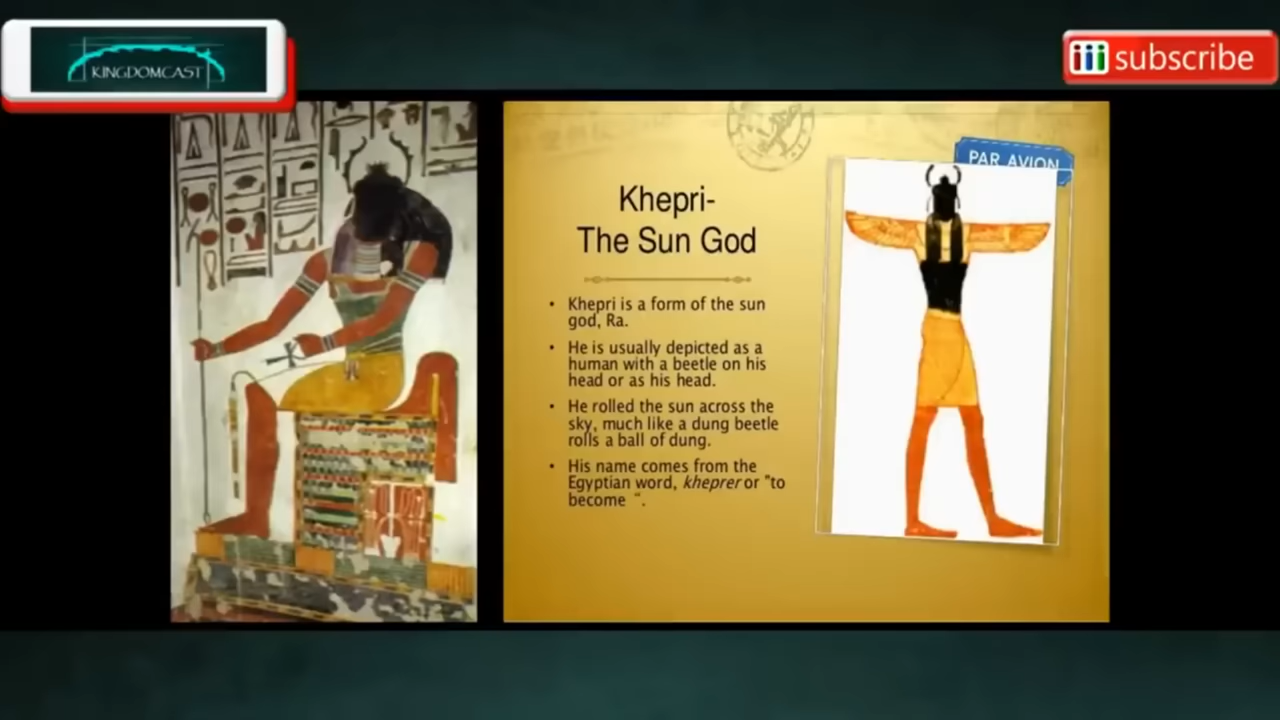 KINGDOMCAST
subscribe
PAR AVION
Khepri-
The Sun God
• Khepri is a form of the sun
god, Ra.
• He is usually depicted as a
human with a beetle on his
head or as his head.
• He rolled the sun across the
sky, much like a dung beetle
rolls a ball of dung.
• His name comes from the
Egyptian word, kheprer or "to
become “.